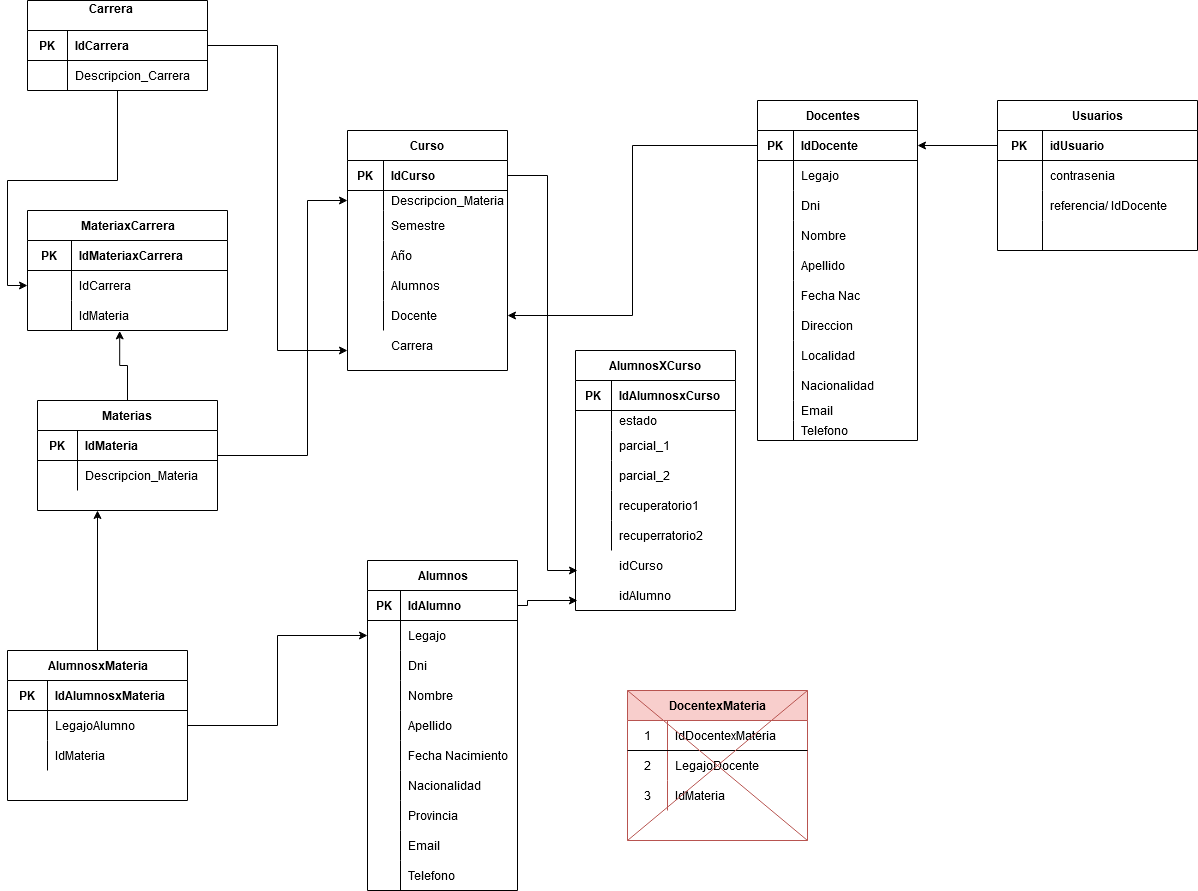 Carrera
PK IdCarrera
Descripcion_Carrera
MateriaxCarrera
PK IdMateriaxCarrera
IdCarrera
IdMateria
Materias
PK IdMateria
Descripcion_Materia
AlumnosxMateria
PK IdAlumnosxMateria
LegajoAlumno
IdMateria
Curso
PK IdCurso
Descripcion_Materia
Semestre
Año
Alumnos
Docente
Carrera
Alumnos
PK IdAlumno
Legajo
Dni
Nombre
Apellido
Fecha Nacimiento
Nacionalidad
Provincia
Email
Telefono
AlumnosXCurso
PK IdAlumnosxCurso
estado
parcial_1
parcial_2
recuperatorio1
recuperratorio2
idCurso
idAlumno
DocentexMateria
1 IdDocentexMateria
2 LegajoDocente
3 IdMateria
Docentes
PK IdDocente
Legajo
Dni
Nombre
Apellido
Fecha Nac
Direccion
Localidad
Nacionalidad
Email
Telefono
Usuarios
PK idUsuario
contrasenia
referencia/ IdDocente